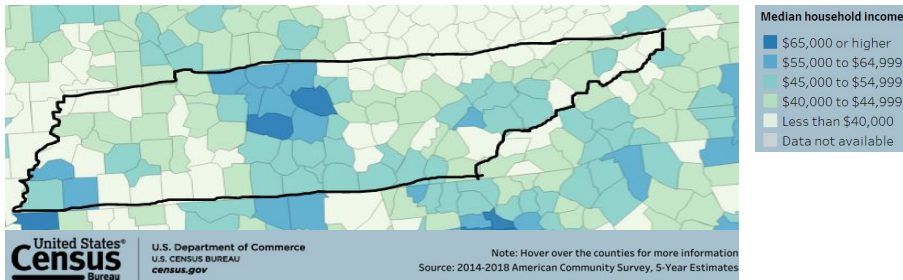 Median household income
$65,000 or higher
$55,000 to $64,999
$45,000 to $54,999
$40,000 to $44,999
Less than $40,000
Data not available
United States®
Census
Bureau
U.S. Department of Commerce
U.S. CENSUS BUREAU
census.gov
Note: Hover over the counties for more information
Source: 2014-2018 American Community Survey, 5-Year Estimates